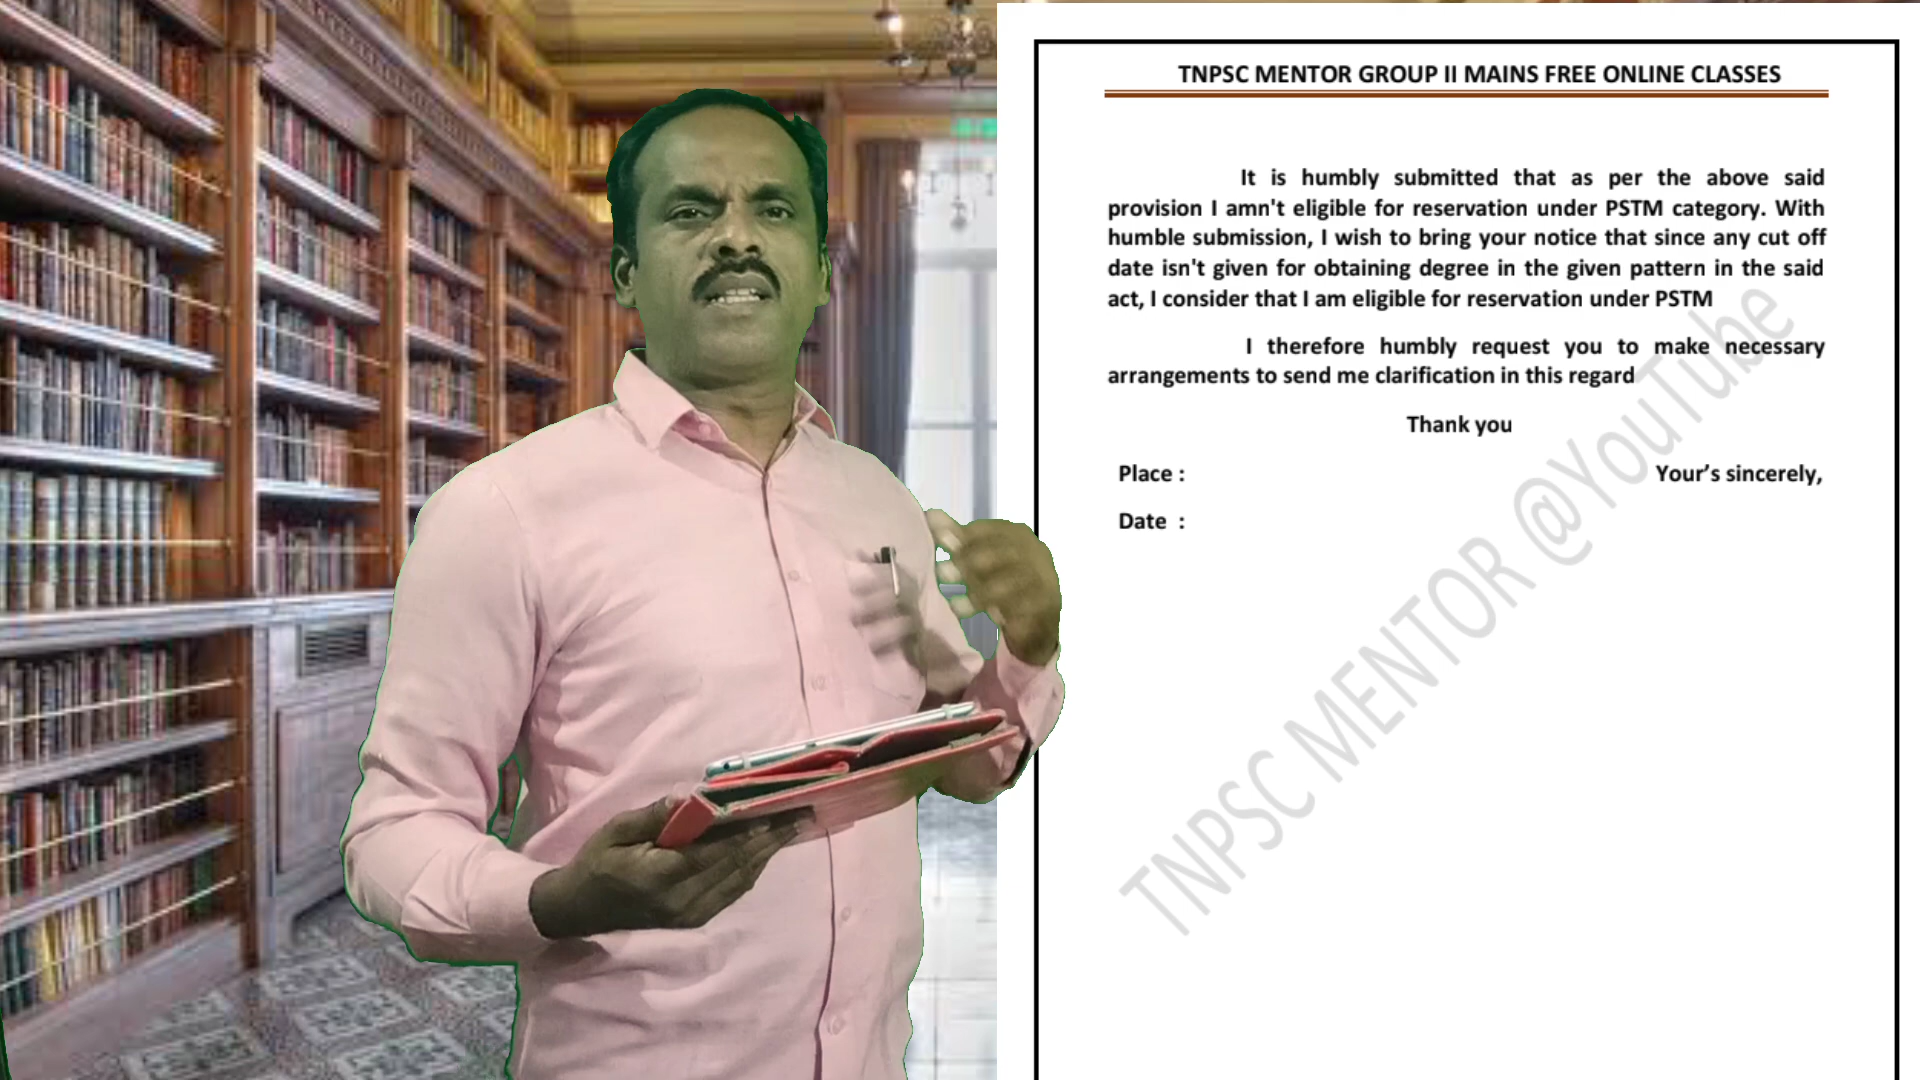 TNPSC MENTOR GROUP II MAINS FREE ONLINE CLASSES
It is humbly submitted that as per the above said
provision I amn't eligible for reservation under PSTM category. With
humble submission, I wish to bring your notice that since any cut off
date isn't given for obtaining degree in the given pattern in the said
act, I consider that I am eligible for reservation under PSTM
I therefore humbly request you to make necessary
arrangements to send me clarification in this regard
Thank you
Place : Your’s sincerely,
Date :
TNPSC MENTOR @YouTube